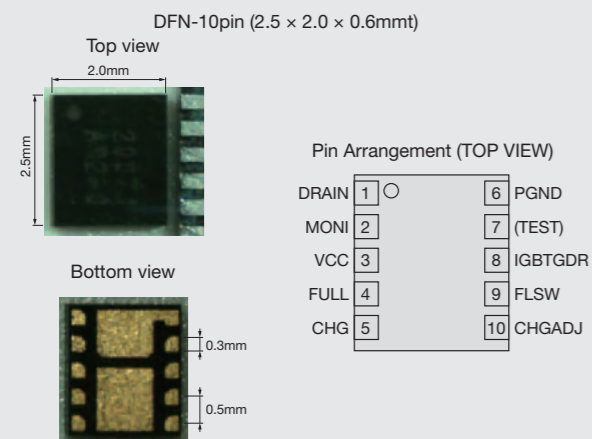 DFN-10pin (2.5 × 2.0 × 0.6mmt)
Top view
2.0mm
2.5mm
Bottom view
0.3mm
0.5mm
Pin Arrangement (TOP VIEW)
DRAIN 1 6 PGND
MONI 2 7 (TEST)
VCC 3 8 IGBTGDR
FULL 4 9 FLSW
CHG 5 10 CHGADJ